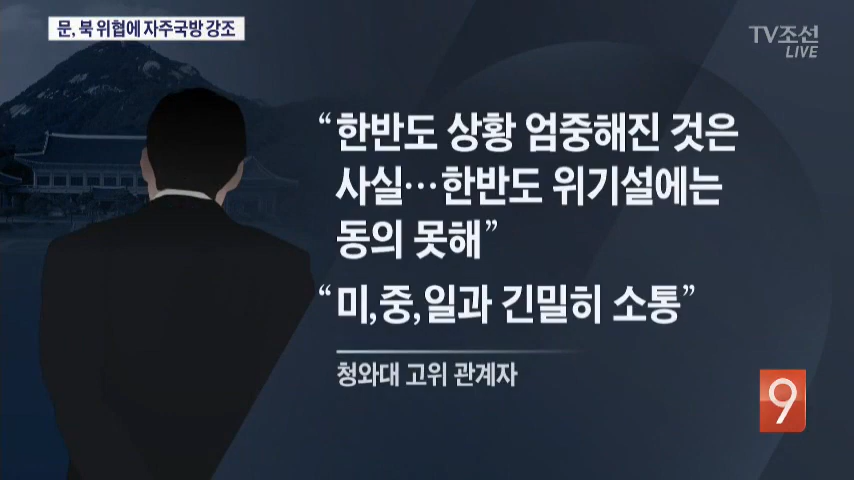 문, 북 위협에 자주국방 강조
TV조선
LIVE
“한반도 상황 엄중해진 것은
사실…한반도 위기설에는
동의 못해”
“미,중,일과 긴밀히 소통”
청와대 고위 관계자
9